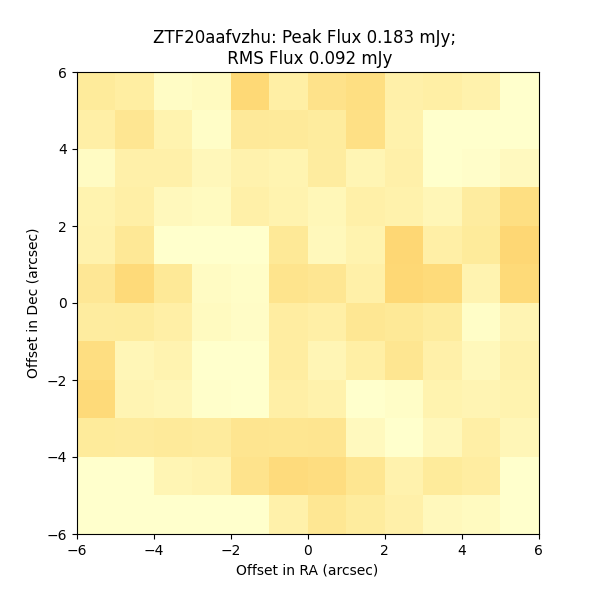 ZTF20aafvzhu: Peak Flux 0.183 mJy;
RMS Flux 0.092 mJy
6
4
2
0
−2
−4
−6
Offset in Dec (arcsec)
−6 −4 −2 0 2 4 6
Offset in RA (arcsec)